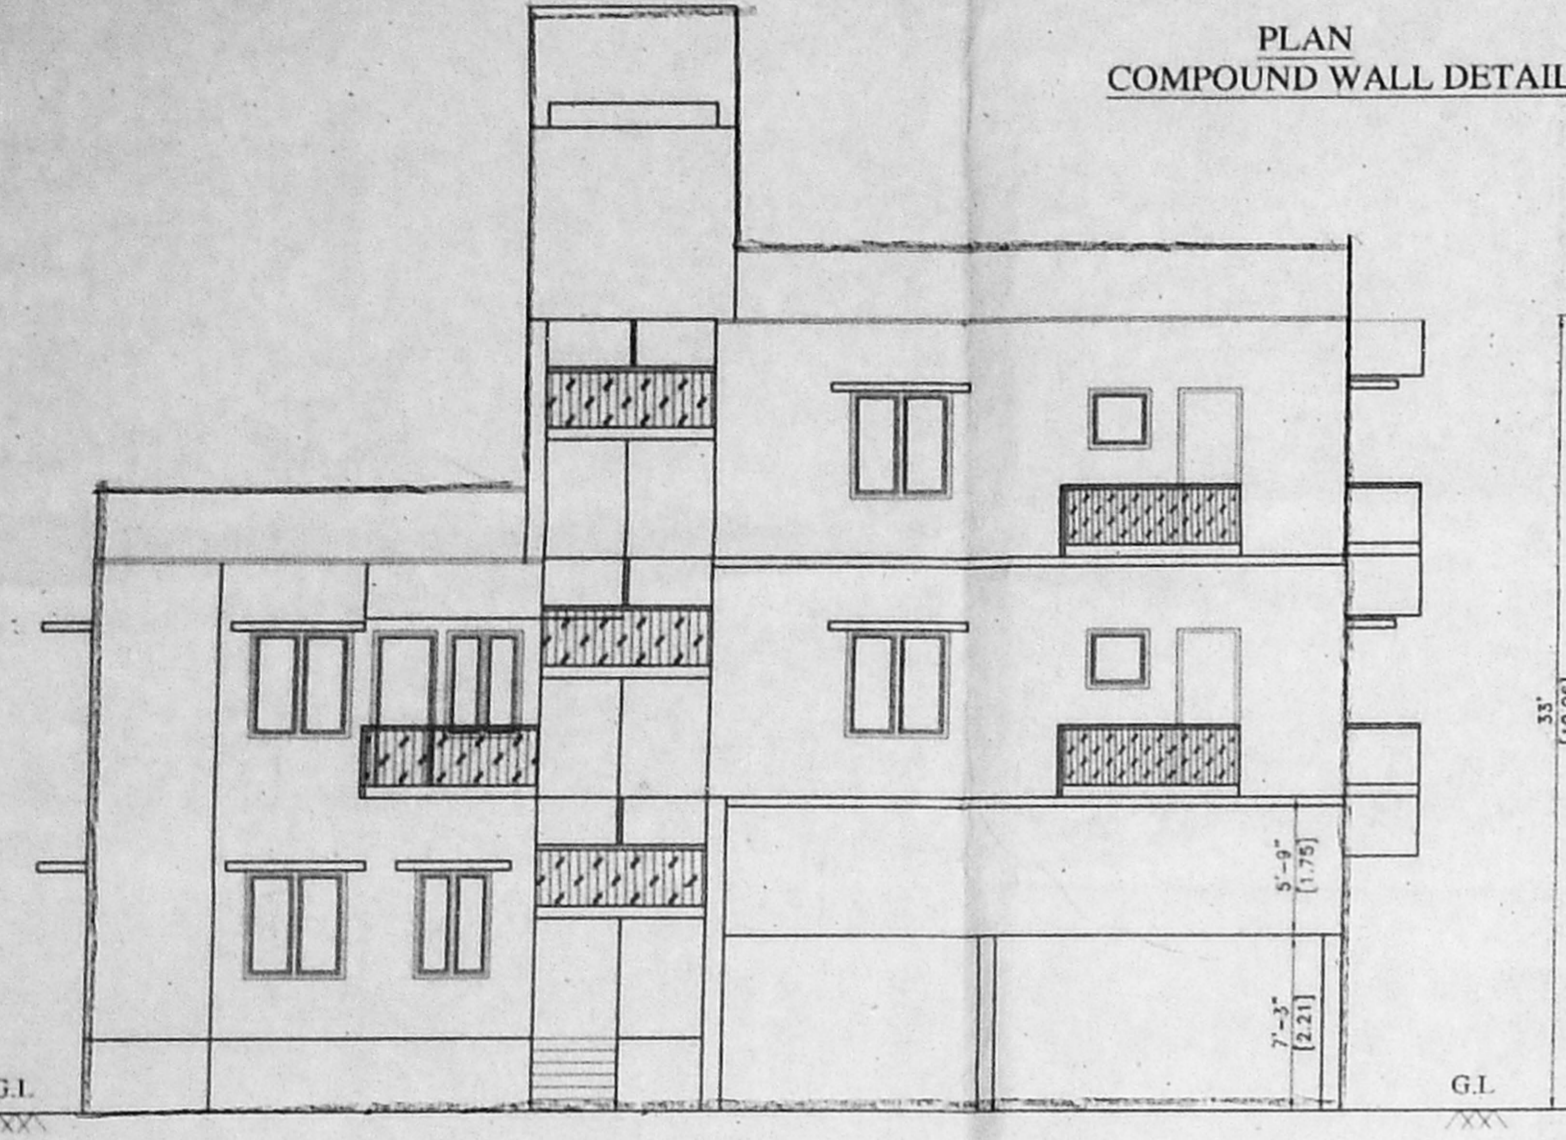 PLAN
COMPOUND WALL DETAIL
33'
5'-9"
[1.75]
7'-3"
[2.21]
G.L
G.L